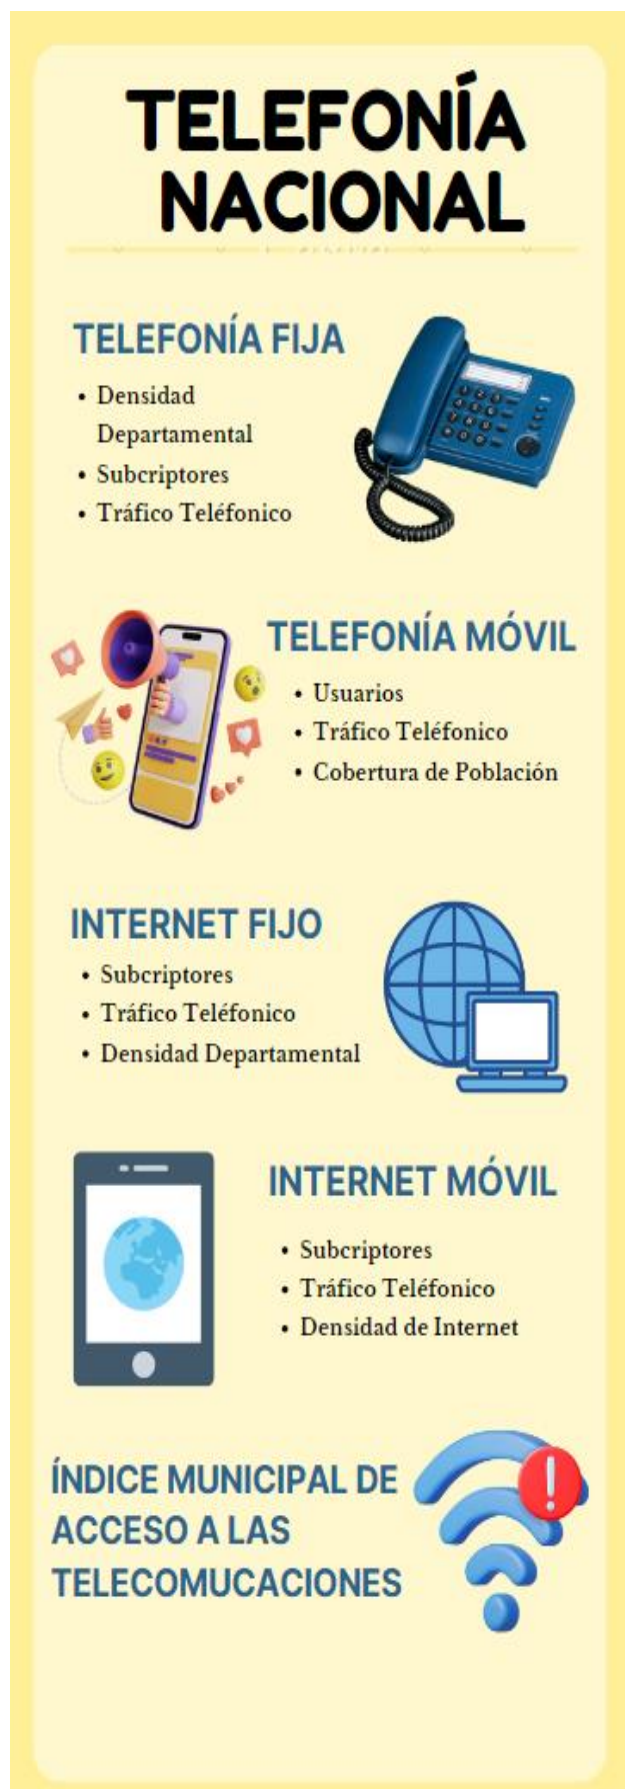 TELEFONÍA
NACIONAL
TELEFONÍA FIJA
• Densidad
Departamental
• Subcriptores
• Tráfico Teléfonico
TELEFONÍA MÓVIL
• Usuarios
• Tráfico Teléfonico
• Cobertura de Población
INTERNET FIJO
• Subcriptores
• Tráfico Teléfonico
• Densidad Departamental
INTERNET MÓVIL
• Subcriptores
• Tráfico Teléfonico
• Densidad de Internet
ÍNDICE MUNICIPAL DE
ACCESO A LAS
TELECOMUCACIONES